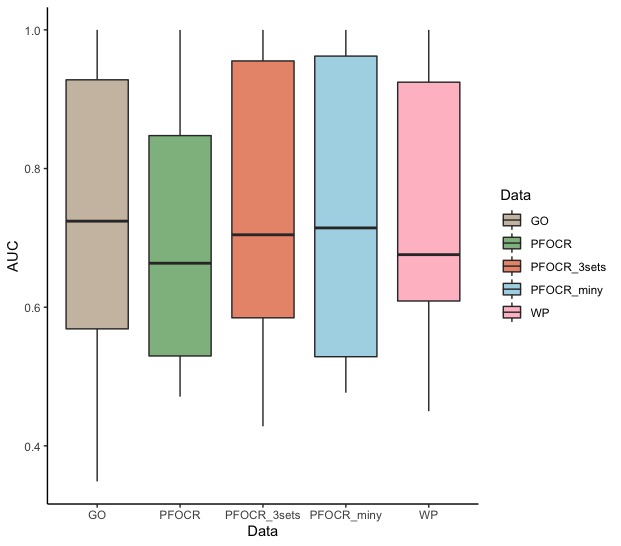 AUC
1.0
0.8
0.6
0.4
GO PFOCR PFOCR_3sets PFOCR_miny WP
Data
Data
GO
PFOCR
PFOCR_3sets
PFOCR_miny
WP